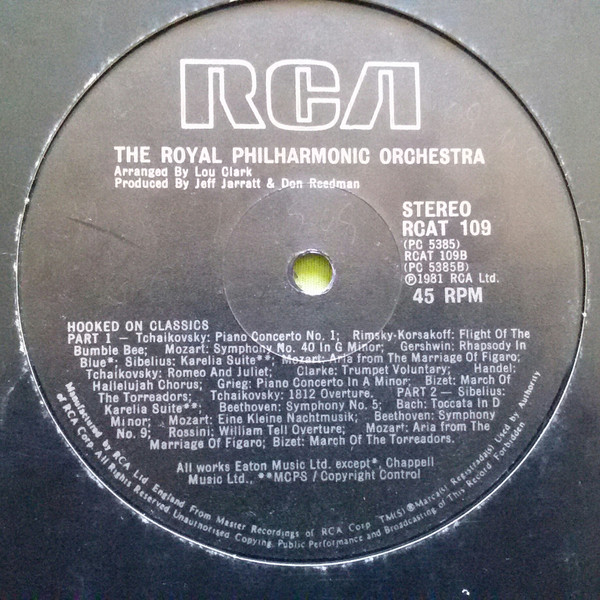 RCA
THE ROYAL PHILHARMONIC ORCHESTRA
Arranged By Lou Clark
Produced By Jeff Jarratt & Don Reedman
STEREO
RCAT 109
(PC 5385)
RCAT 109B
(PC 5385B)
℗1981 RCA Ltd.
45 RPM
HOOKED ON CLASSICS
PART 1 — Tchaikovsky: Piano Concerto No. 1; Rimsky-Korsakoff: Flight Of The
Bumble Bee; Mozart: Symphony No. 40 In G Minor; Gershwin: Rhapsody In
Blue*; Sibelius: Karelia Suite**; Mozart: Aria from The Marriage Of Figaro;
Tchaikovsky: Romeo And Juliet; Clarke: Trumpet Voluntary; Handel:
Hallelujah Chorus; Grieg: Piano Concerto In A Minor; Bizet: March Of
The Torreadors; Tchaikovsky: 1812 Overture. PART 2 — Sibelius:
Karelia Suite**; Beethoven: Symphony No. 5; Bach: Toccata In D
Minor; Mozart: Eine Kleine Nachtmusik; Beethoven: Symphony
No. 9; Rossini: William Tell Overture; Mozart: Aria from The
Marriage Of Figaro; Bizet: March Of The Torreadors.
All works Eaton Music Ltd. except*, Chappell
Music Ltd., **MCPS / Copyright Control
Manufactured by RCA Ltd England From Master Recordings of RCA Corp TM(S)®Marca(s) Registrada(s) Used by Authority
of RCA Corp All Rights Reserved. Unauthorised Copying, Public Performance and Broadcasting of This Record Forbidden